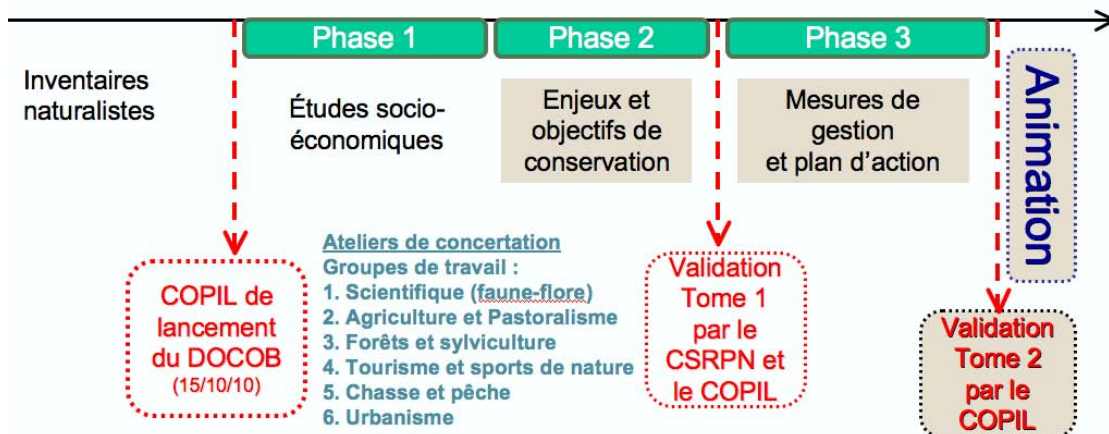 Phase 1
Phase 2
Phase 3
Inventaires
naturalistes
Études socio-
économiques
Enjeux et
objectifs de
conservation
Mesures de
gestion
et plan d'action
Animation
COPIL de
lancement
du DOCOB
(15/10/10)
Ateliers de concertation
Groupes de travail :
1. Scientifique (faune-flore)
2. Agriculture et Pastoralisme
3. Forêts et sylviculture
4. Tourisme et sports de nature
5. Chasse et pêche
6. Urbanisme
Validation
Tome 1
par le
CSRPN et
le COPIL
Validation
Tome 2
par le
COPIL